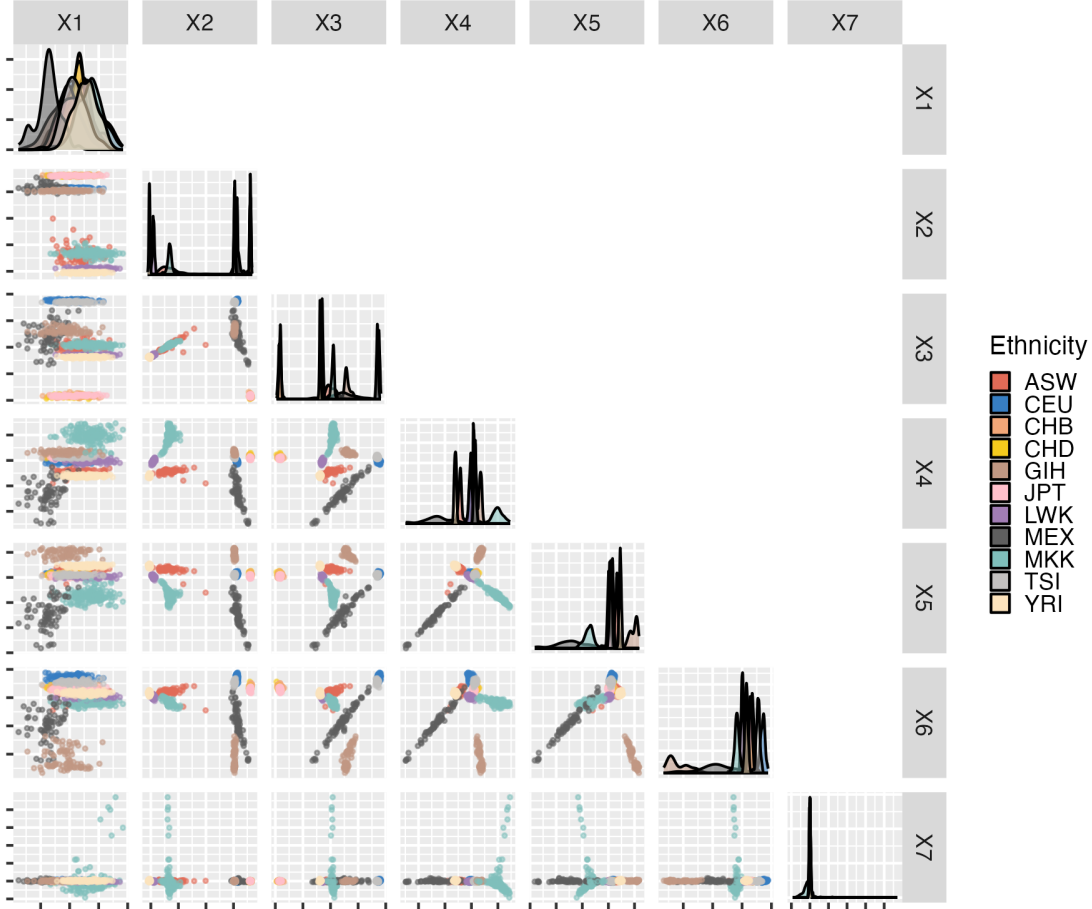 X1 X2 X3 X4 X5 X6 X7
X1
X2
X3
X4
X5
X6
X7
Ethnicity
ASW
CEU
CHB
CHD
GIH
JPT
LWK
MEX
MKK
TSI
YRI